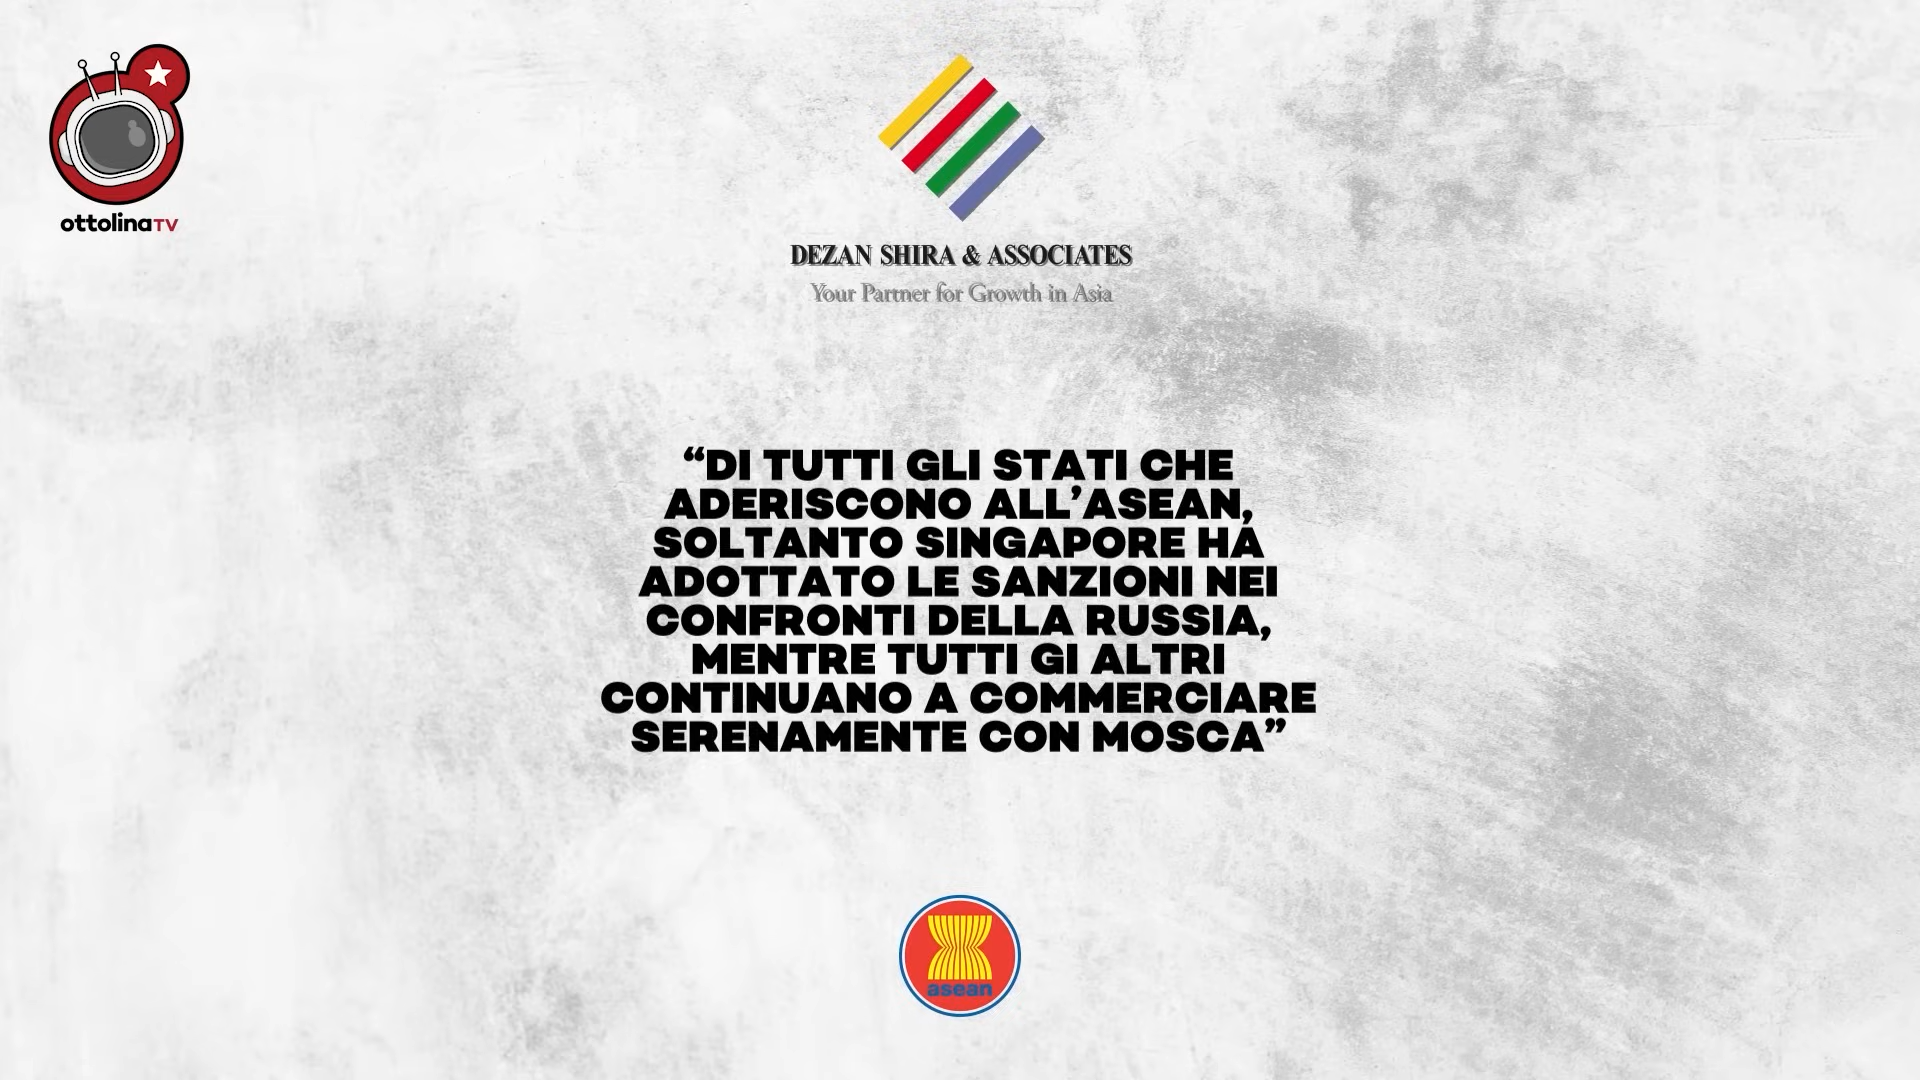 ottolinaTV
DEZAN SHIRA & ASSOCIATES
Your Partner for Growth in Asia
“DI TUTTI GLI STATI CHE
ADERISCONO ALL’ASEAN,
SOLTANTO SINGAPORE HA
ADOTTATO LE SANZIONI NEI
CONFRONTI DELLA RUSSIA,
MENTRE TUTTI GI ALTRI
CONTINUANO A COMMERCIARE
SERENAMENTE CON MOSCA”
asean